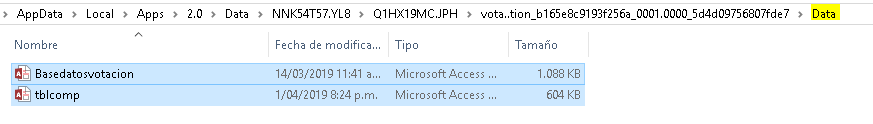 AppData > Local > Apps > 2.0 > Data > NNK54T57.YL8 > Q1HX19MC.JPH > vota..tion_b165e8c9193f256a_0001.0000_5d4d09756807fde7 > Data
Nombre Fecha de modifica... Tipo Tamaño
Basedatosvotacion 14/03/2019 11:41 a... Microsoft Access ... 1.088 KB
tblcomp 1/04/2019 8:24 p.m. Microsoft Access ... 604 KB